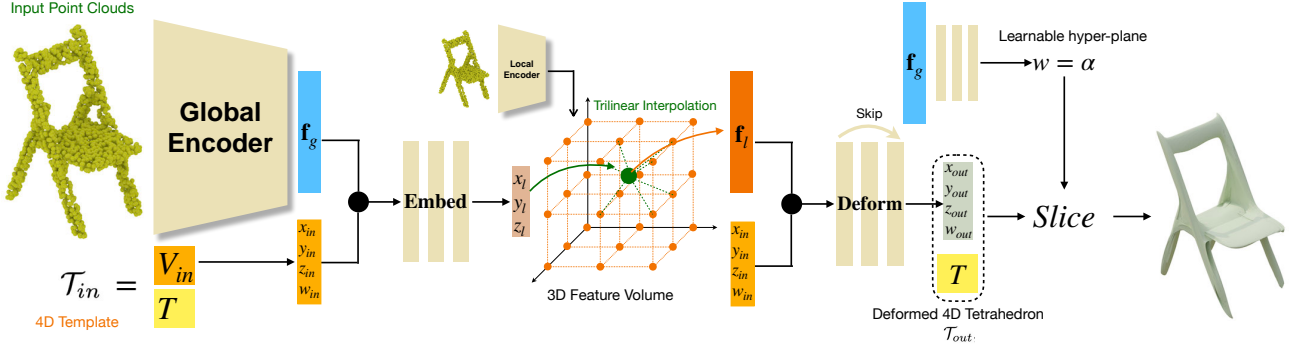 Input Point Clouds
Global
Encoder
f_g
V_in
T
𝒯_in =
4D Template
x_in
y_in
z_in
w_in
Embed
Local
Encoder
x_l
y_l
z_l
Trilinear Interpolation
3D Feature Volume
f_l
x_in
y_in
z_in
w_in
Skip
Deform
f_g
Learnable hyper-plane
w = α
x_out
y_out
z_out
w_out
T
Deformed 4D Tetrahedron
𝒯_out.
Slice